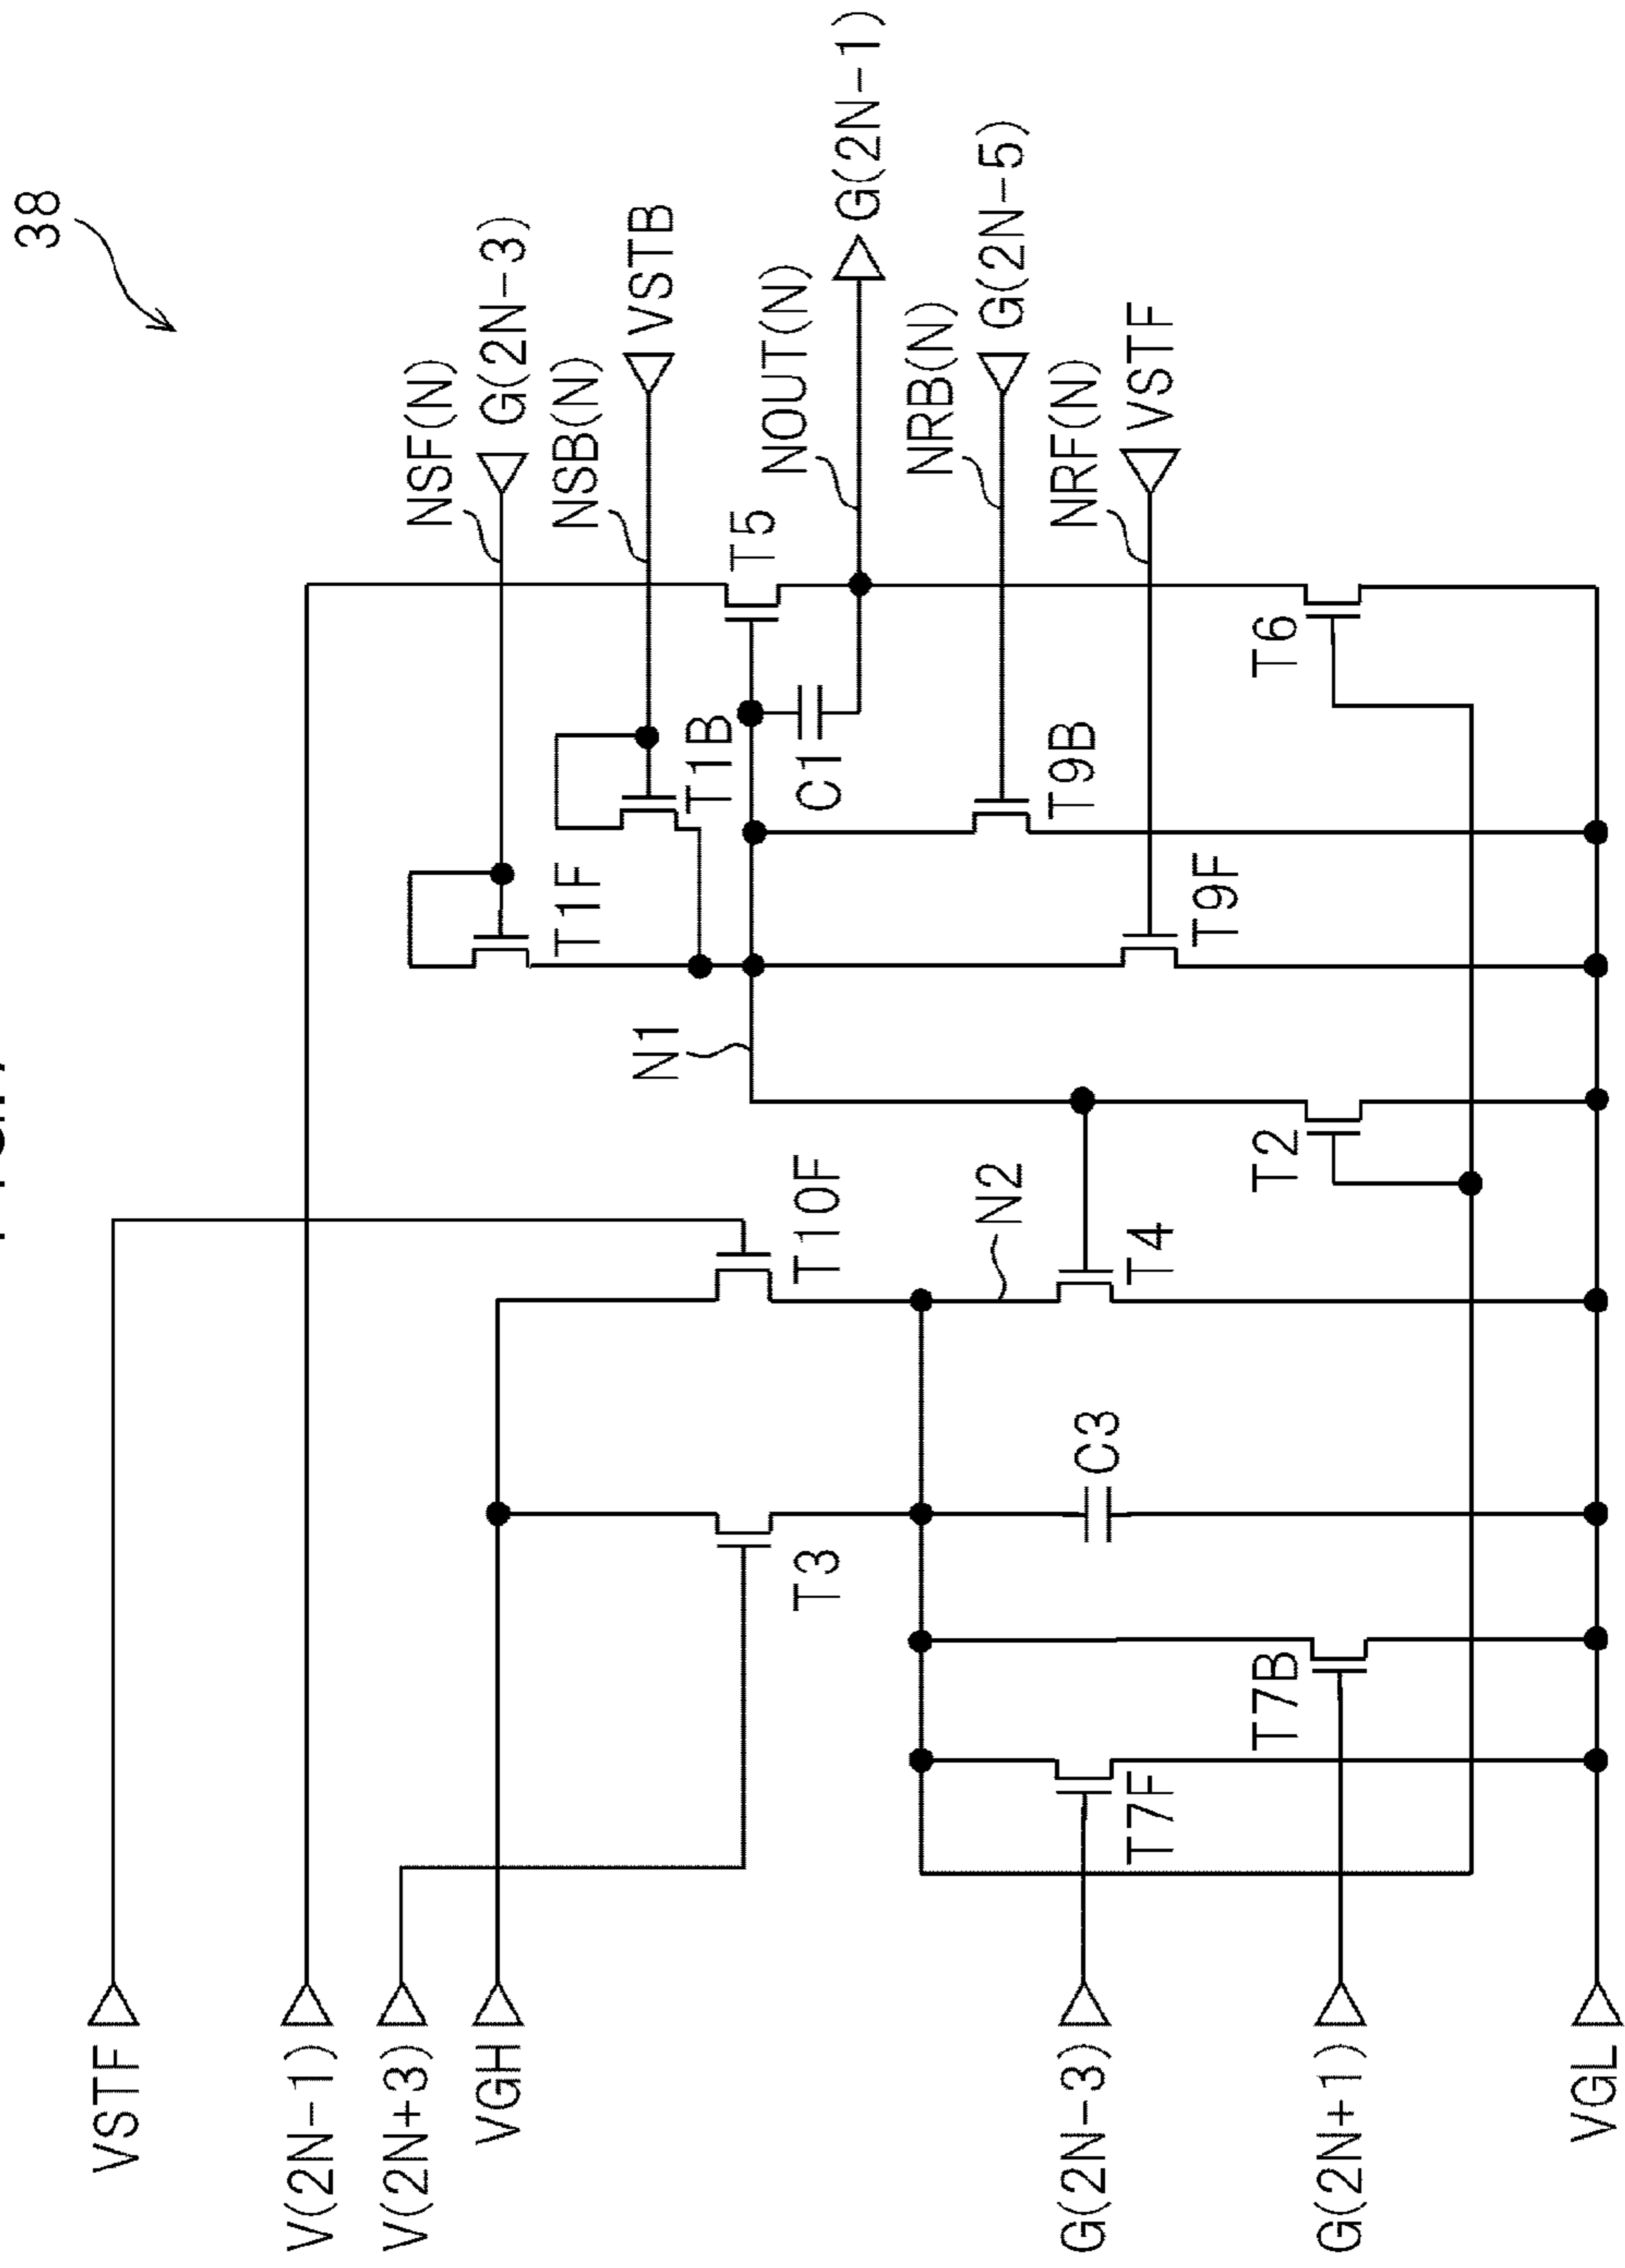 38
NSF(N)
G(2N-3)
NSB(N)
VSTB
T5
NOUT(N)
G(2N-1)
NRB(N)
G(2N-5)
NRF(N)
VSTF
T1F
T1B
C1
T9B
T9F
T6
N1
T10F
N2
T4
T2
T3
C3
T7F
T7B
VSTF
V(2N-1)
V(2N+3)
VGH
G(2N-3)
G(2N+1)
VGL